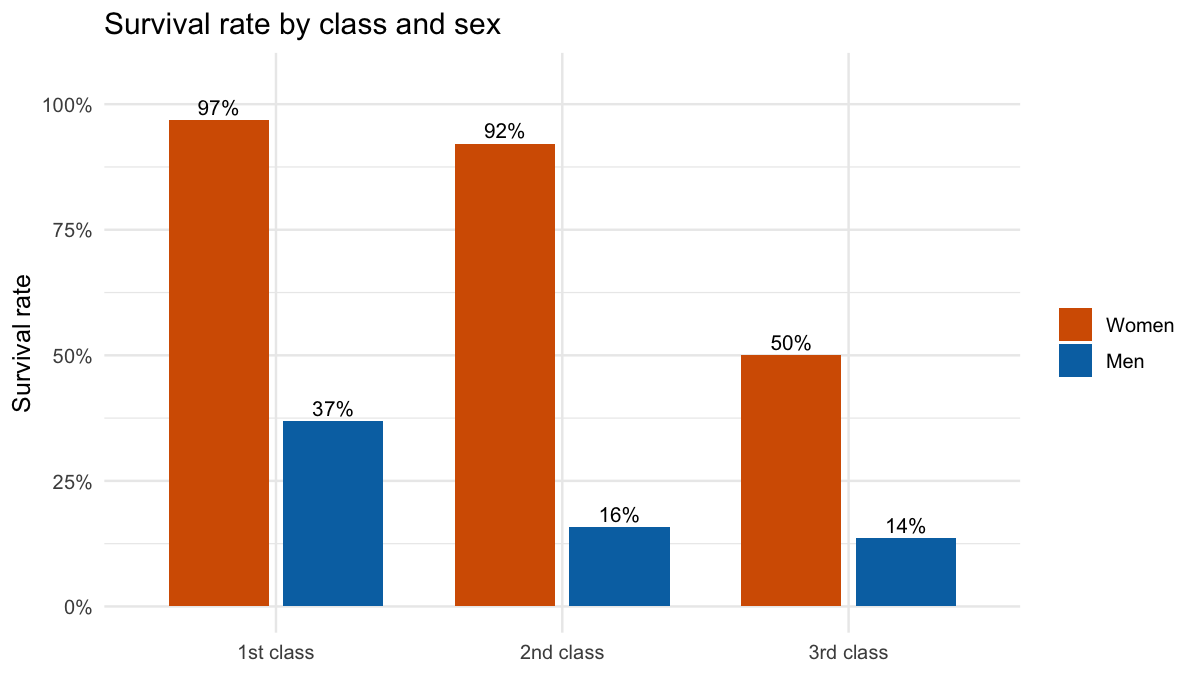 Survival rate by class and sex
Survival rate
100%
75%
50%
25%
0%
97%
37%
92%
16%
50%
14%
1st class
2nd class
3rd class
Women
Men